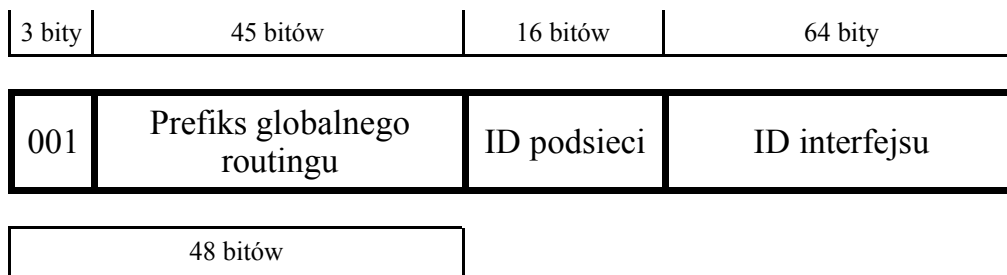 3 bity 45 bitów 16 bitów 64 bity
001 Prefiks globalnego routingu ID podsieci ID interfejsu
48 bitów